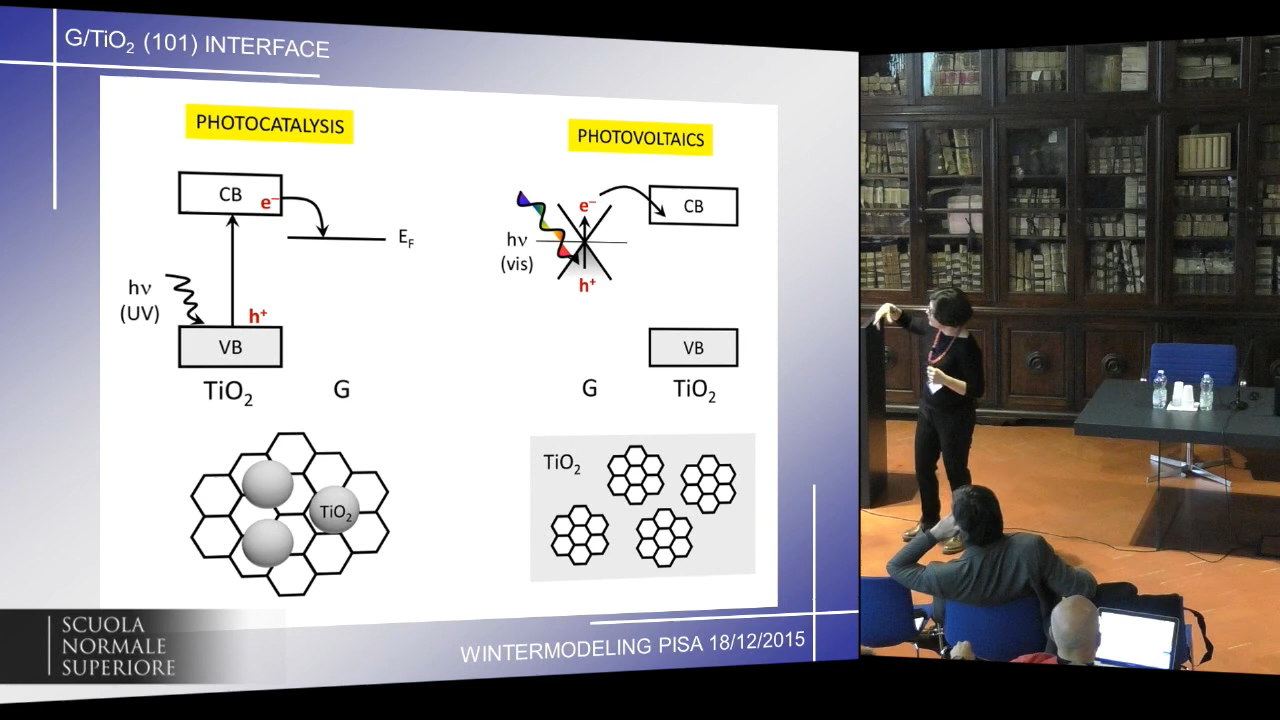 G/TiO₂ (101) INTERFACE
PHOTOCATALYSIS
CB e⁻
E_F
hν
(UV)
h⁺
VB
TiO₂ G
TiO₂
PHOTOVOLTAICS
e⁻ CB
hν
(vis)
h⁺
VB
G TiO₂
TiO₂
SCUOLA
NORMALE
SUPERIORE
WINTERMODELING PISA 18/12/2015